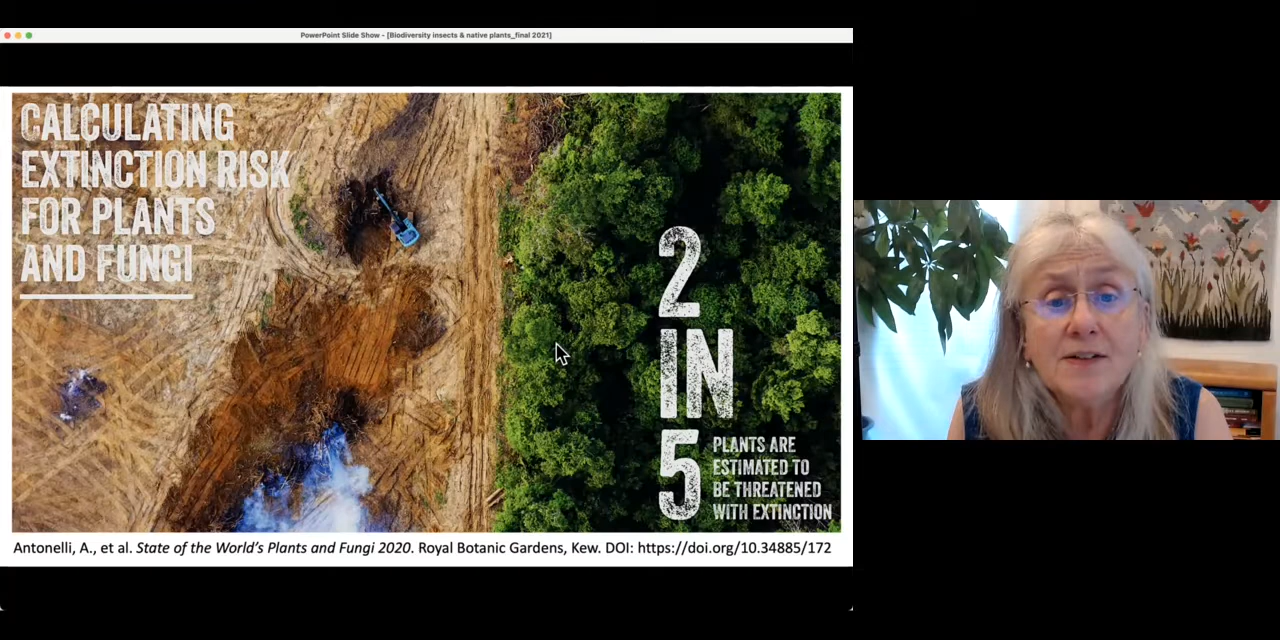 PowerPoint Slide Show - [Biodiversity insects & native plants_final 2021]
CALCULATING
EXTINCTION RISK
FOR PLANTS
AND FUNGI
2
IN
5
PLANTS ARE
ESTIMATED TO
BE THREATENED
WITH EXTINCTION
Antonelli, A., et al. State of the World's Plants and Fungi 2020. Royal Botanic Gardens, Kew. DOI: https://doi.org/10.34885/172